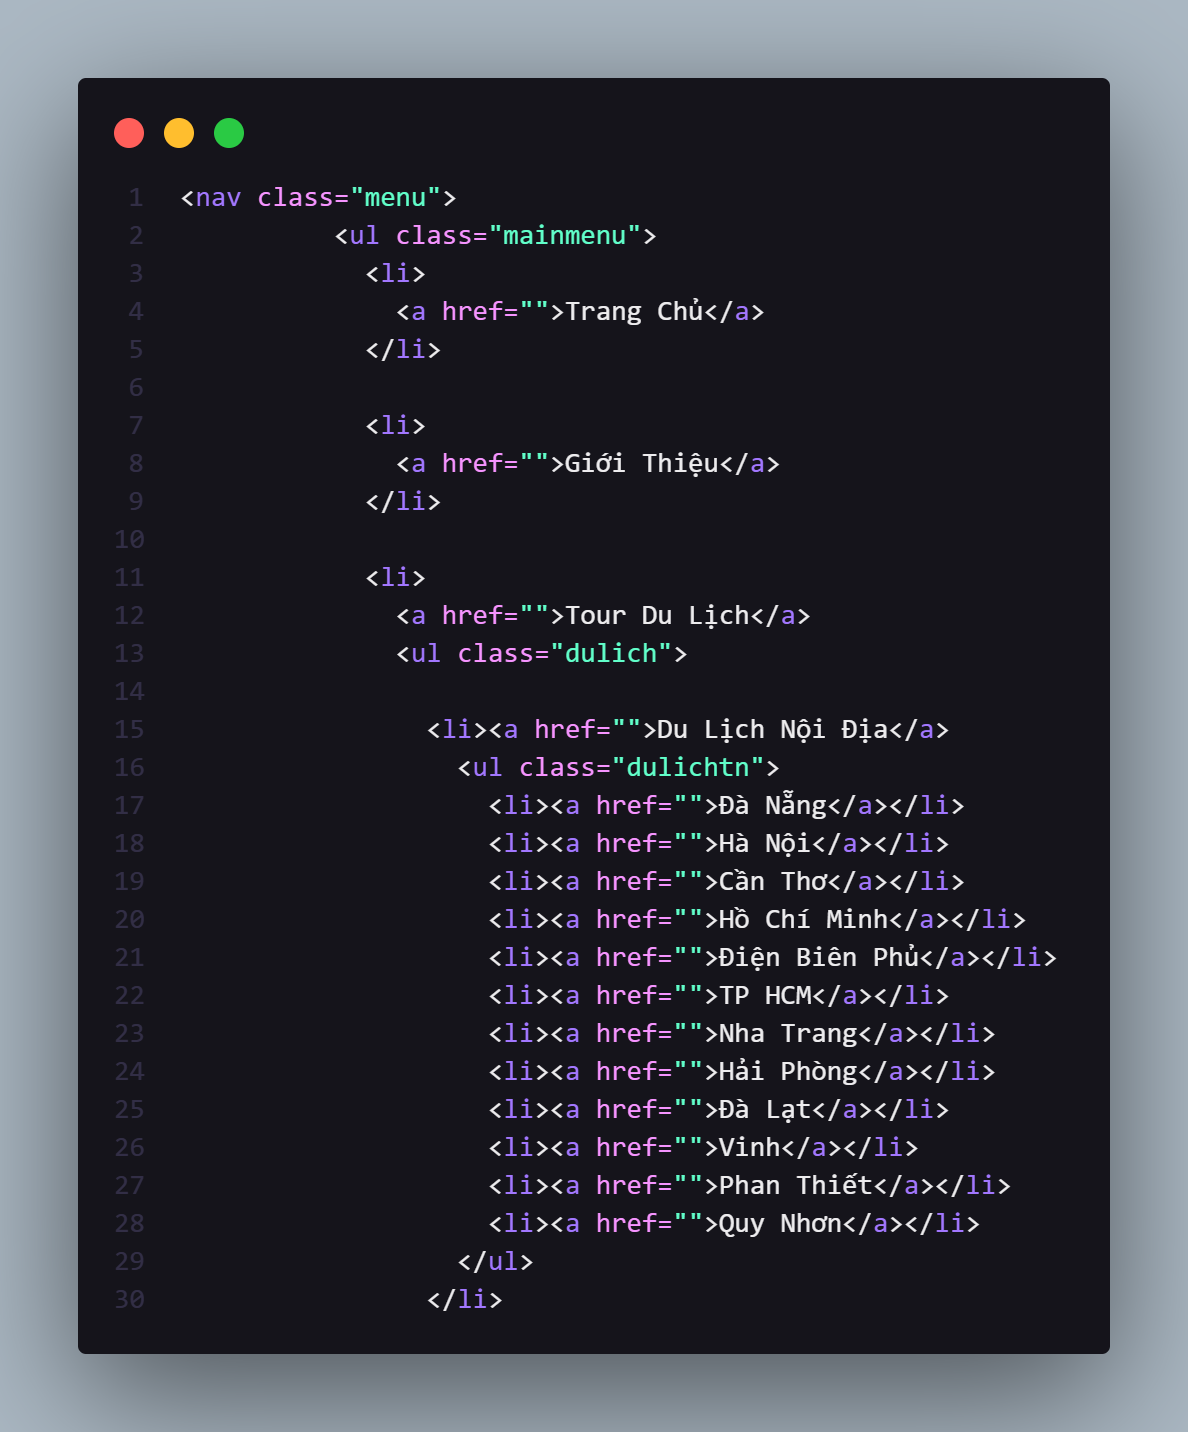 1 <nav class="menu">
2 <ul class="mainmenu">
3 <li>
4 <a href="">Trang Chủ</a>
5 </li>
6
7 <li>
8 <a href="">Giới Thiệu</a>
9 </li>
10
11 <li>
12 <a href="">Tour Du Lịch</a>
13 <ul class="dulich">
14
15 <li><a href="">Du Lịch Nội Địa</a>
16 <ul class="dulichtn">
17 <li><a href="">Đà Nẵng</a></li>
18 <li><a href="">Hà Nội</a></li>
19 <li><a href="">Cần Thơ</a></li>
20 <li><a href="">Hồ Chí Minh</a></li>
21 <li><a href="">Điện Biên Phủ</a></li>
22 <li><a href="">TP HCM</a></li>
23 <li><a href="">Nha Trang</a></li>
24 <li><a href="">Hải Phòng</a></li>
25 <li><a href="">Đà Lạt</a></li>
26 <li><a href="">Vinh</a></li>
27 <li><a href="">Phan Thiết</a></li>
28 <li><a href="">Quy Nhơn</a></li>
29 </ul>
30 </li>